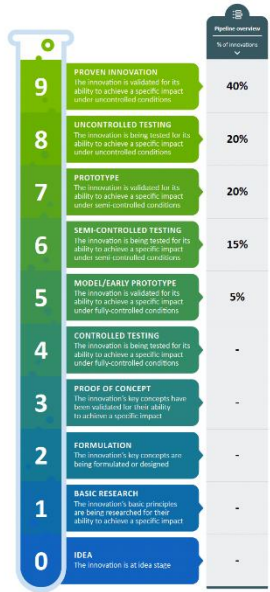 Pipeline overview
% of innovations
9
PROVEN INNOVATION
The innovation is validated for its
ability to achieve a specific impact
under uncontrolled conditions
40%
8
UNCONTROLLED TESTING
The innovation is being tested for its
ability to achieve a specific impact
under uncontrolled conditions
20%
7
PROTOTYPE
The innovation is validated for its
ability to achieve a specific impact
under semi-controlled conditions
20%
6
SEMI-CONTROLLED TESTING
The innovation is being tested for its
ability to achieve a specific impact
under semi-controlled conditions
15%
5
MODEL/EARLY PROTOTYPE
The innovation is validated for its
ability to achieve a specific impact
under fully-controlled conditions
5%
4
CONTROLLED TESTING
The innovation is being tested for its
ability to achieve a specific impact
under fully-controlled conditions
-
3
PROOF OF CONCEPT
The innovation's key concepts have
been validated for their ability
to achieve a specific impact
-
2
FORMULATION
The innovation's key concepts are
being formulated or designed
-
1
BASIC RESEARCH
The innovation's basic principles
are being researched for their
ability to achieve a specific impact
-
0
IDEA
The innovation is at idea stage
-